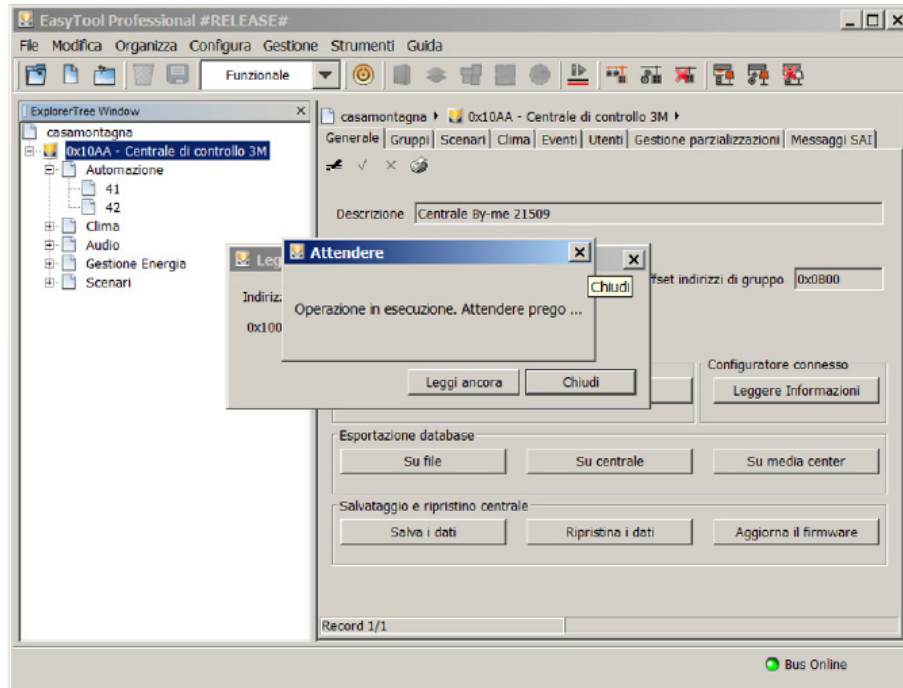 EasyTool Professional #RELEASE#
File Modifica Organizza Configura Gestione Strumenti Guida
Funzionale
ExplorerTree Window
casamontagna
0x10AA - Centrale di controllo 3M
Automazione
41
42
Clima
Audio
Gestione Energia
Scenari
casamontagna 0x10AA - Centrale di controllo 3M
Generale Gruppi Scenari Clima Eventi Utenti Gestione parzializzazioni Messaggi SAI
Descrizione Centrale By-me 21509
indirizzi di gruppo 0x0B00
Attendere
Chiudi
Operazione in esecuzione. Attendere prego ...
0x100
Leggi ancora Chiudi
Configuratore connesso
Leggere Informazioni
Esportazione database
Su file Su centrale Su media center
Salvataggio e ripristino centrale
Salva i dati Ripristina i dati Aggiorna il firmware
Record 1/1
Bus Online